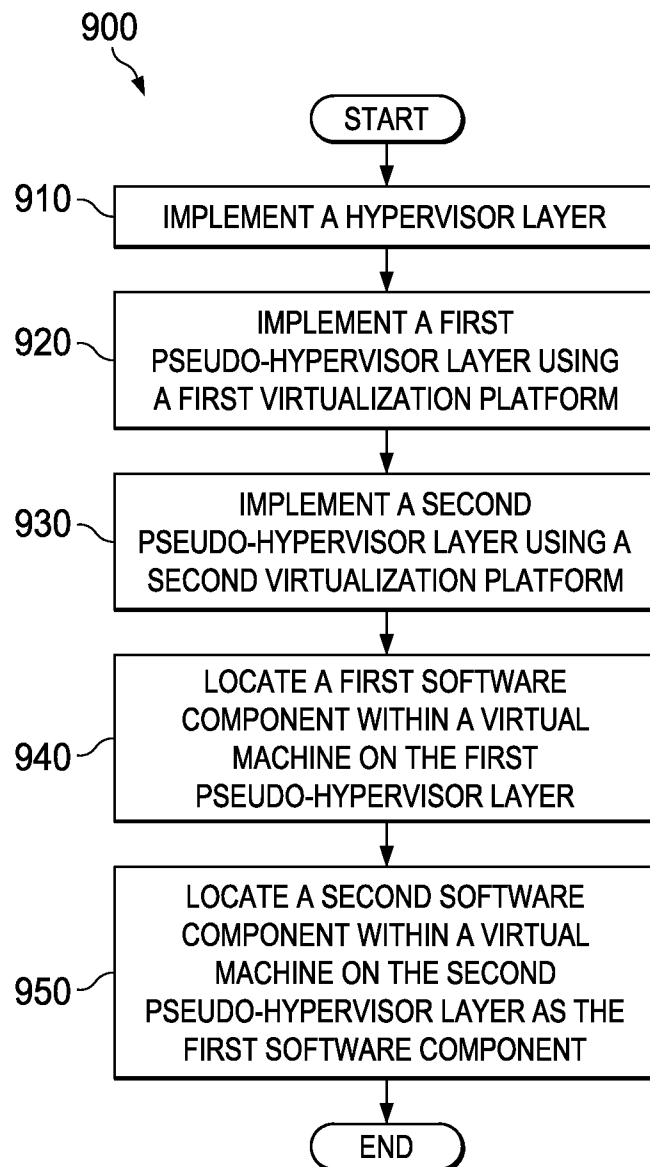 900
START
910
IMPLEMENT A HYPERVISOR LAYER
920
IMPLEMENT A FIRST
PSEUDO-HYPERVISOR LAYER USING
A FIRST VIRTUALIZATION PLATFORM
930
IMPLEMENT A SECOND
PSEUDO-HYPERVISOR LAYER USING A
SECOND VIRTUALIZATION PLATFORM
940
LOCATE A FIRST SOFTWARE
COMPONENT WITHIN A VIRTUAL
MACHINE ON THE FIRST
PSEUDO-HYPERVISOR LAYER
950
LOCATE A SECOND SOFTWARE
COMPONENT WITHIN A VIRTUAL
MACHINE ON THE SECOND
PSEUDO-HYPERVISOR LAYER AS THE
FIRST SOFTWARE COMPONENT
END